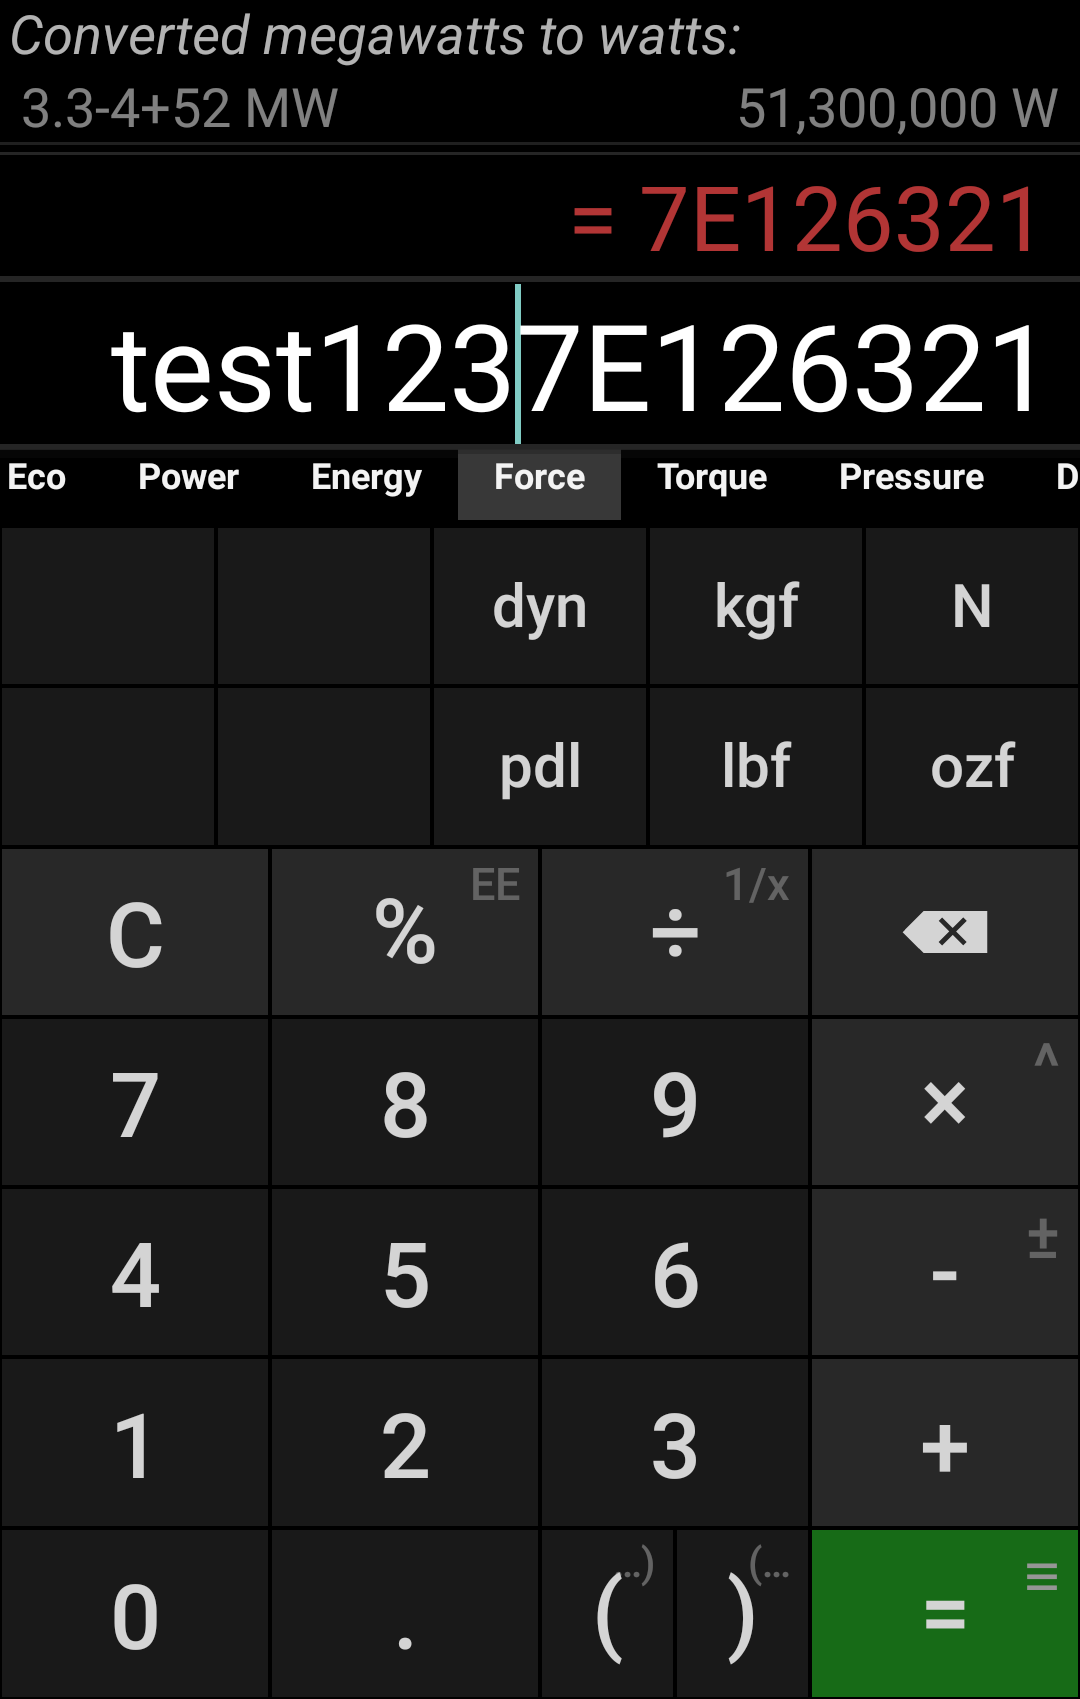 Converted megawatts to watts:
3.3-4+52 MW 51,300,000 W
= 7E126321
test1237E126321
Eco Power Energy Force Torque Pressure D
dyn kgf N
pdl lbf ozf
C % EE ÷ 1/x
7 8 9 × ^
4 5 6 - ±
1 2 3 +
0 . ( ..) ) (... =